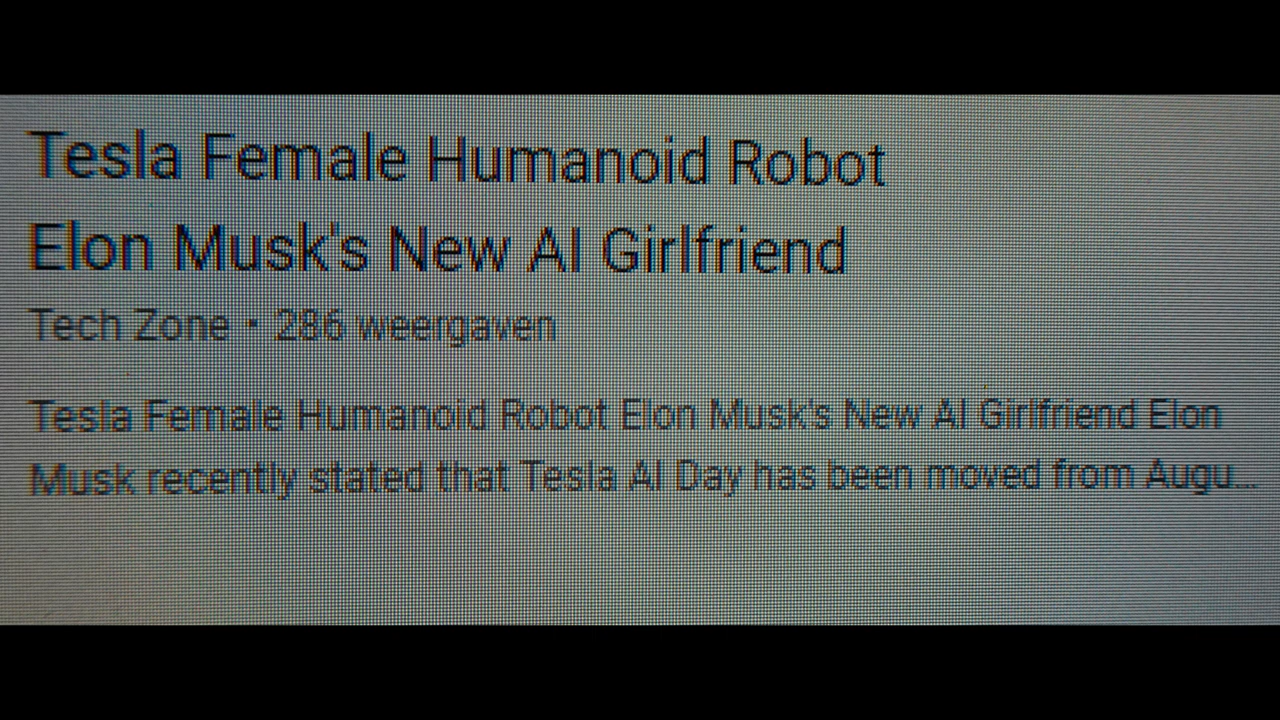 Tesla Female Humanoid Robot
Elon Musk's New AI Girlfriend
Tech Zone • 286 weergaven
Tesla Female Humanoid Robot Elon Musk's New AI Girlfriend Elon
Musk recently stated that Tesla AI Day has been moved from Augu...